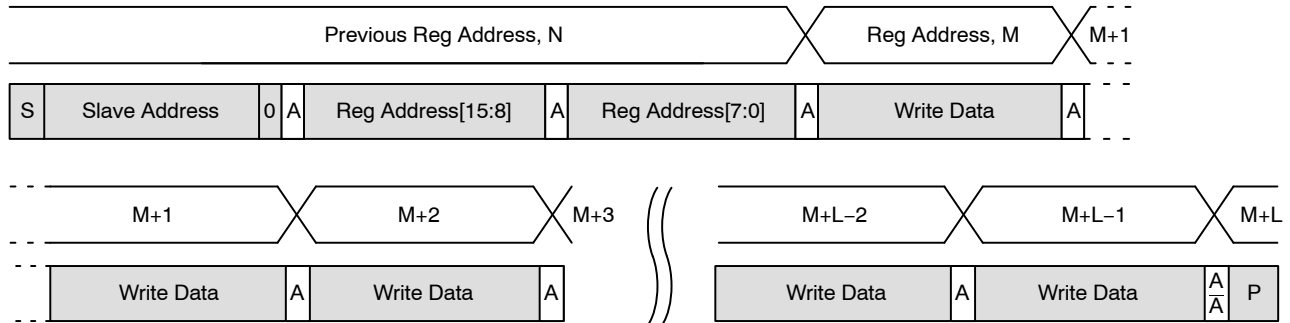 Previous Reg Address, N Reg Address, M M+1
S Slave Address 0 A Reg Address[15:8] A Reg Address[7:0] A Write Data A
M+1 M+2 M+3 M+L−2 M+L−1 M+L
Write Data A Write Data A Write Data A Write Data A/A̅ P